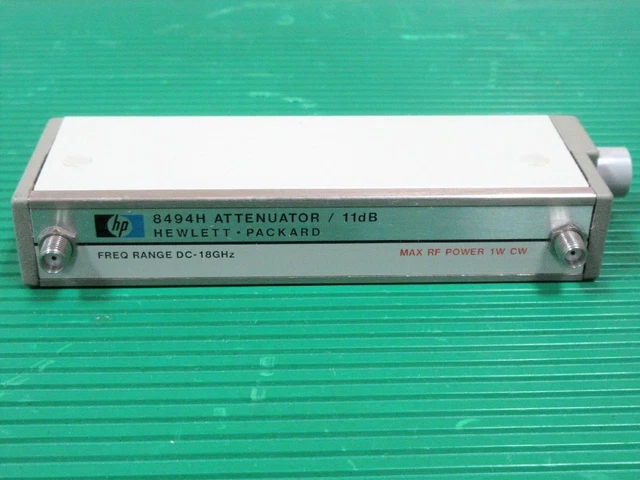 hp 8494H ATTENUATOR / 11dB
HEWLETT · PACKARD
FREQ RANGE DC-18GHz
MAX RF POWER 1W CW